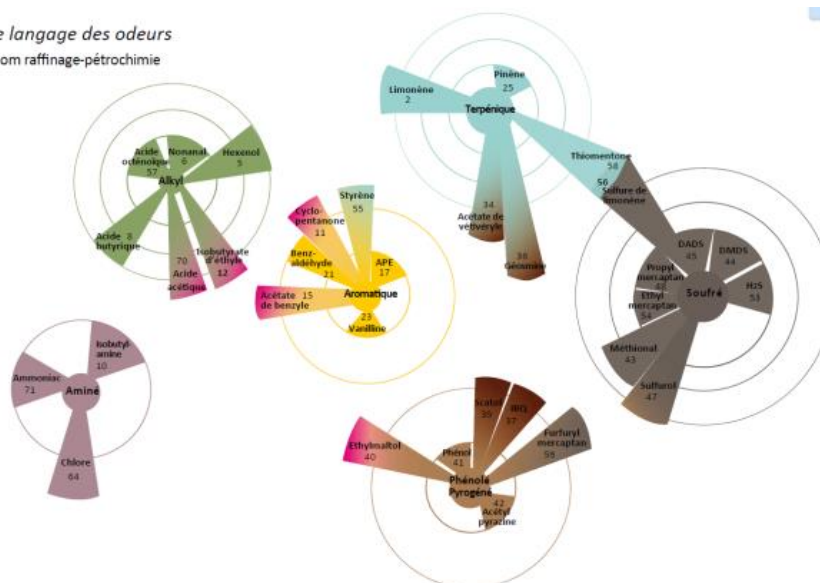 e langage des odeurs
om raffinage-pétrochimie
Limonène
2
Pinène
25
Terpénique
Thiomentone
58
56
Sulfure de
limonène
34
Acétate de
vétivéryle
36
Géosmine
Acide
octénoïque
57
Nonanal
6
Hexenol
5
Alkyl
Acide 8
butyrique
70
Acide
acétique
Isobutyrate
d'éthyle
12
Styrène
55
Cyclo-
pentanone
11
Benz-
aldéhyde
21
APE
17
Acétate 15
de benzyle
Aromatique
23
Vanilline
DADS
45
DMDS
44
H2S
53
Propyl
mercaptan
Ethyl
mercaptan
54
Soufré
Méthional
43
Sulfurol
47
Isobutyl-
amine
10
Ammoniac
71
Aminé
Chlore
64
Scatol
IBQ
37
Furfuryl
mercaptan
Ethylmaltol
40
Phénol
41
Phénolé
Pyrogéné
42
Acétyl
pyrazine